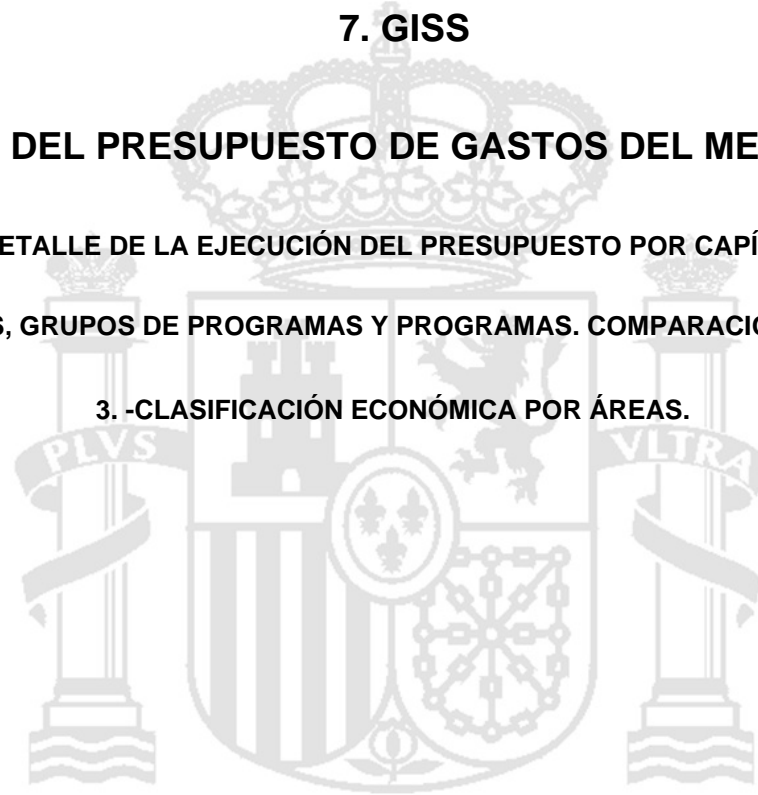 7. GISS
DEL PRESUPUESTO DE GASTOS DEL ME
ETALLE DE LA EJECUCIÓN DEL PRESUPUESTO POR CAPÍ
S, GRUPOS DE PROGRAMAS Y PROGRAMAS. COMPARACIO
3. -CLASIFICACIÓN ECONÓMICA POR ÁREAS.
PLVS VLTRA